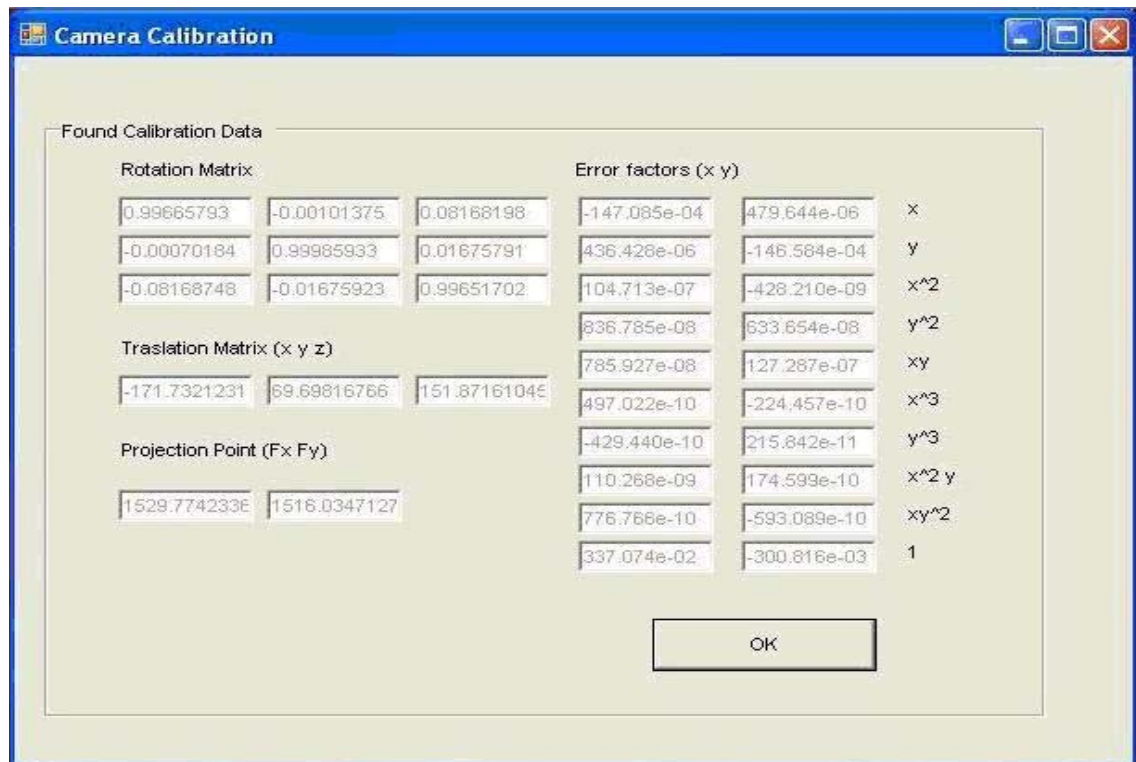 Camera Calibration
Found Calibration Data
Rotation Matrix
0.99665793 -0.00101375 0.08168198
-0.00070184 0.99985933 0.01675791
-0.08168748 -0.01675923 0.99651702
Traslation Matrix (x y z)
-171.7321231 69.69816766 151.87161045
Projection Point (Fx Fy)
1529.7742336 1516.0347127
Error factors (x y)
-147.085e-04 479.644e-06 x
436.428e-06 -146.584e-04 y
104.713e-07 -428.210e-09 x^2
836.785e-08 633.654e-08 y^2
785.927e-08 127.287e-07 xy
497.022e-10 -224.457e-10 x^3
-429.440e-10 215.842e-11 y^3
110.268e-09 174.599e-10 x^2 y
776.766e-10 -593.089e-10 xy^2
337.074e-02 -300.816e-03 1
OK